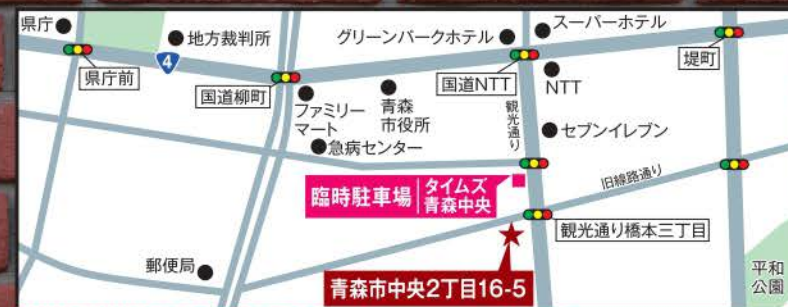 県庁
地方裁判所
グリーンパークホテル
スーパーホテル
4
県庁前
国道柳町
国道NTT
NTT
堤町
ファミリー
マート
青森
市役所
観光通り
セブンイレブン
急病センター
臨時駐車場
タイムズ
青森中央
旧線路通り
観光通り橋本三丁目
郵便局
青森市中央2丁目16-5
平和
公園